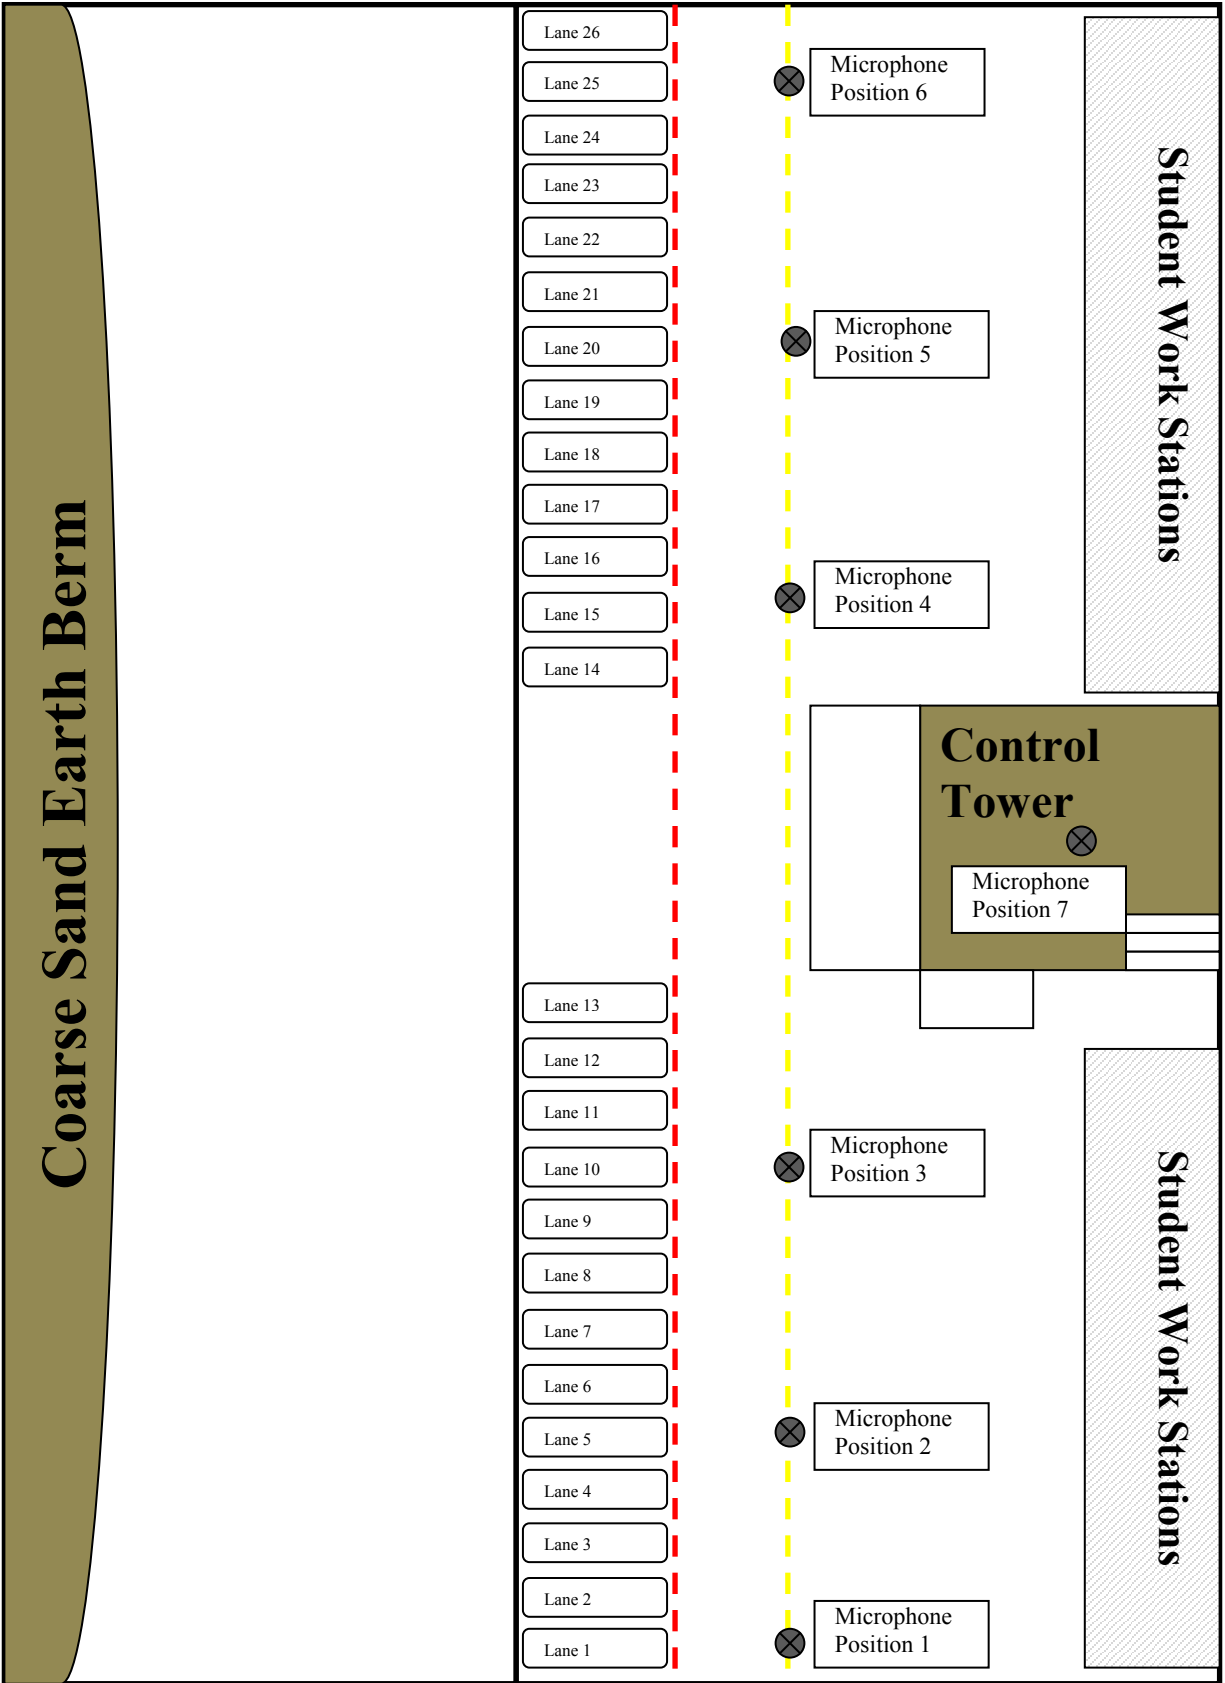 Coarse Sand Earth Berm
Lane 26
Lane 25
Lane 24
Lane 23
Lane 22
Lane 21
Lane 20
Lane 19
Lane 18
Lane 17
Lane 16
Lane 15
Lane 14
Lane 13
Lane 12
Lane 11
Lane 10
Lane 9
Lane 8
Lane 7
Lane 6
Lane 5
Lane 4
Lane 3
Lane 2
Lane 1
Microphone
Position 6
Microphone
Position 5
Microphone
Position 4
Control
Tower
Microphone
Position 7
Microphone
Position 3
Microphone
Position 2
Microphone
Position 1
Student Work Stations
Student Work Stations